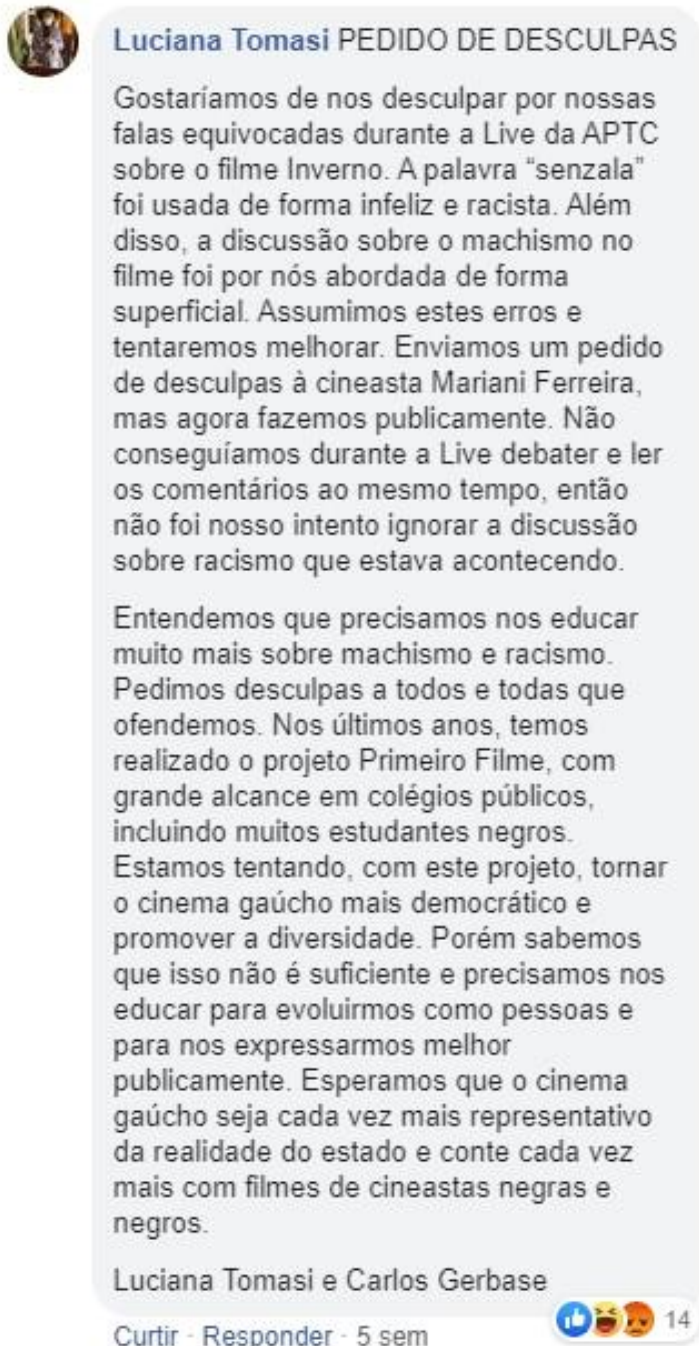 Luciana Tomasi PEDIDO DE DESCULPAS
Gostaríamos de nos desculpar por nossas
falas equivocadas durante a Live da APTC
sobre o filme Inverno. A palavra “senzala”
foi usada de forma infeliz e racista. Além
disso, a discussão sobre o machismo no
filme foi por nós abordada de forma
superficial. Assumimos estes erros e
tentaremos melhorar. Enviamos um pedido
de desculpas à cineasta Mariani Ferreira,
mas agora fazemos publicamente. Não
conseguíamos durante a Live debater e ler
os comentários ao mesmo tempo, então
não foi nosso intento ignorar a discussão
sobre racismo que estava acontecendo.
Entendemos que precisamos nos educar
muito mais sobre machismo e racismo.
Pedimos desculpas a todos e todas que
ofendemos. Nos últimos anos, temos
realizado o projeto Primeiro Filme, com
grande alcance em colégios públicos,
incluindo muitos estudantes negros.
Estamos tentando, com este projeto, tornar
o cinema gaúcho mais democrático e
promover a diversidade. Porém sabemos
que isso não é suficiente e precisamos nos
educar para evoluirmos como pessoas e
para nos expressarmos melhor
publicamente. Esperamos que o cinema
gaúcho seja cada vez mais representativo
da realidade do estado e conte cada vez
mais com filmes de cineastas negras e
negros.
Luciana Tomasi e Carlos Gerbase
14
Curtir · Responder · 5 sem